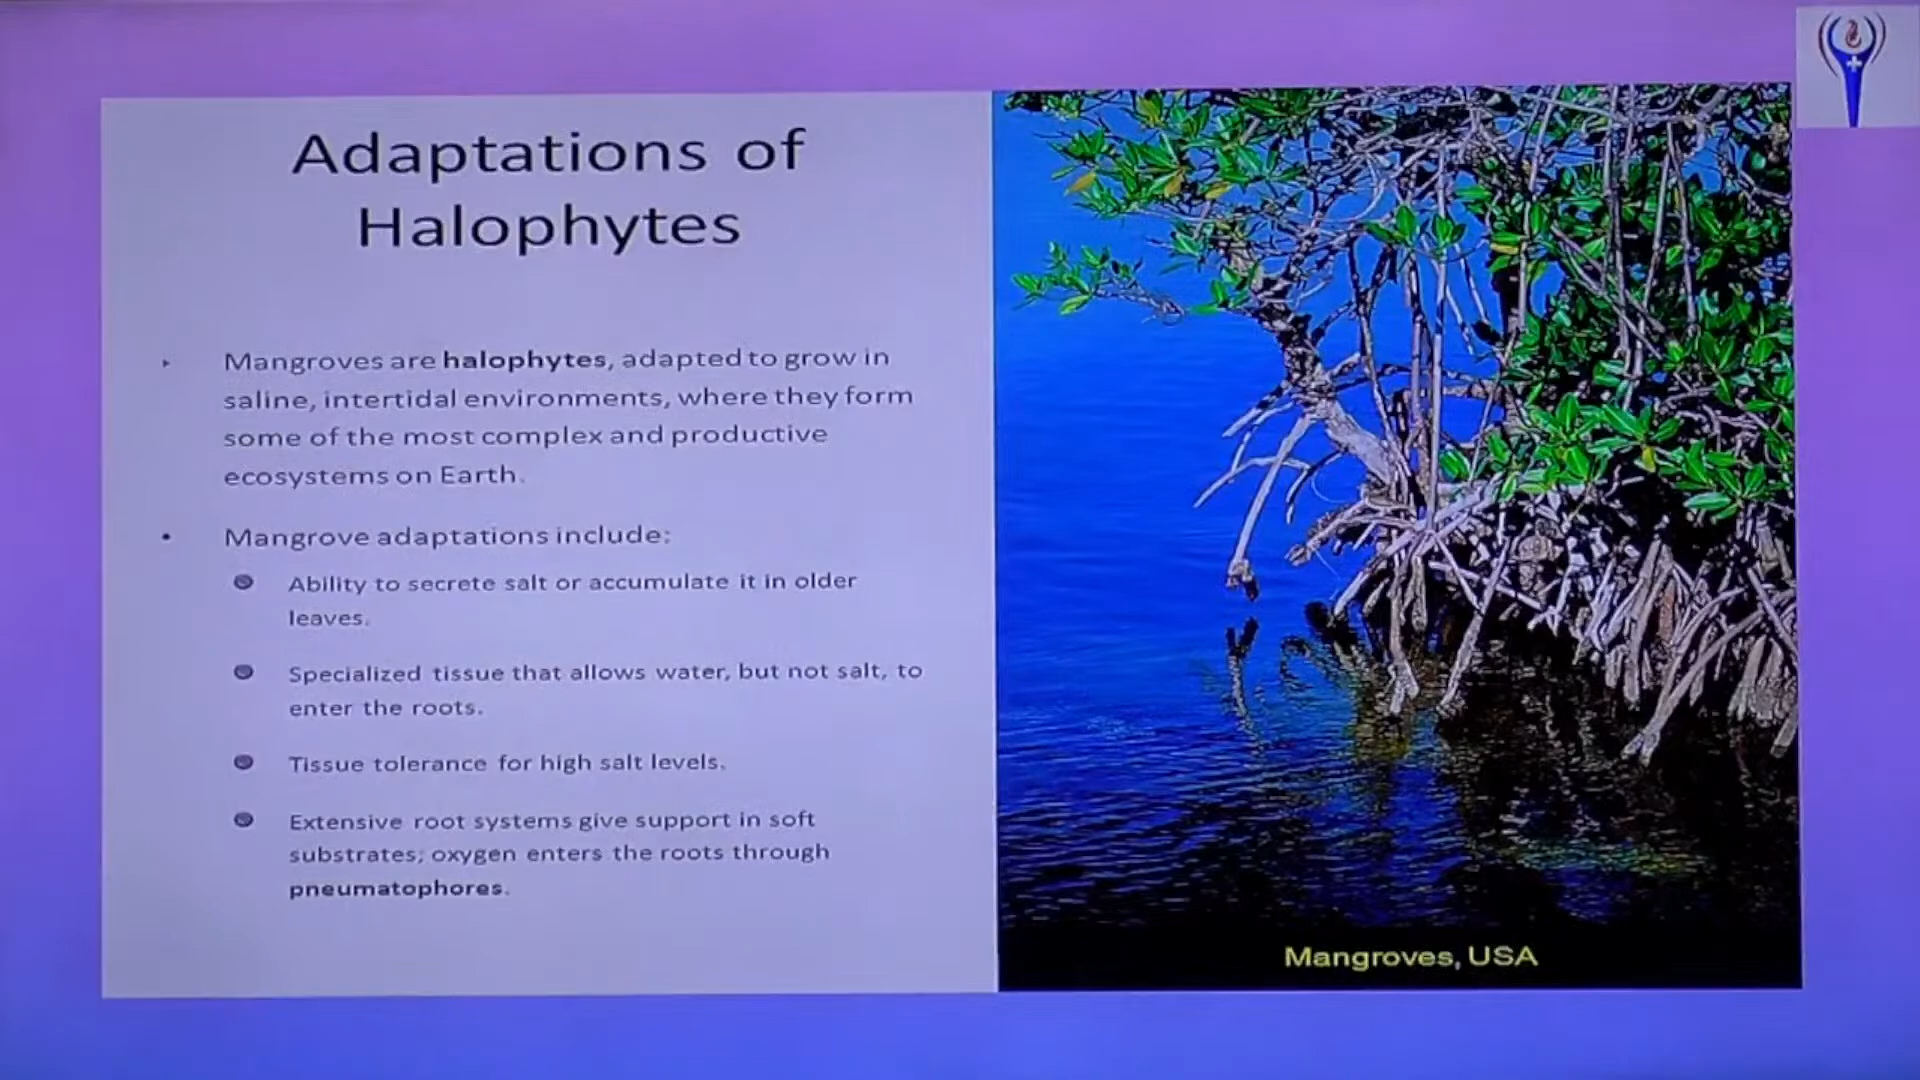 Adaptations of
Halophytes
Mangroves are halophytes, adapted to grow in
saline, intertidal environments, where they form
some of the most complex and productive
ecosystems on Earth.
Mangrove adaptations include:
Ability to secrete salt or accumulate it in older
leaves.
Specialized tissue that allows water, but not salt, to
enter the roots.
Tissue tolerance for high salt levels.
Extensive root systems give support in soft
substrates; oxygen enters the roots through
pneumatophores.
Mangroves, USA